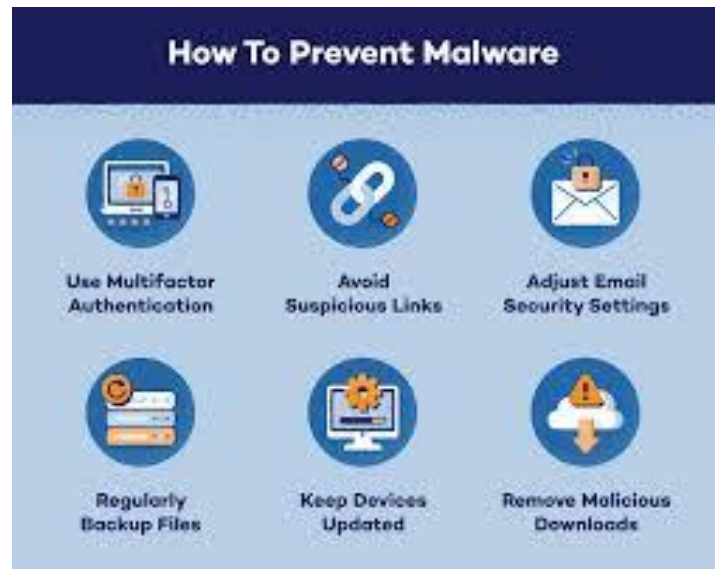 How To Prevent Malware
Use Multifactor
Authentication
Avoid
Suspicious Links
Adjust Email
Security Settings
Regularly
Backup Files
Keep Devices
Updated
Remove Malicious
Downloads